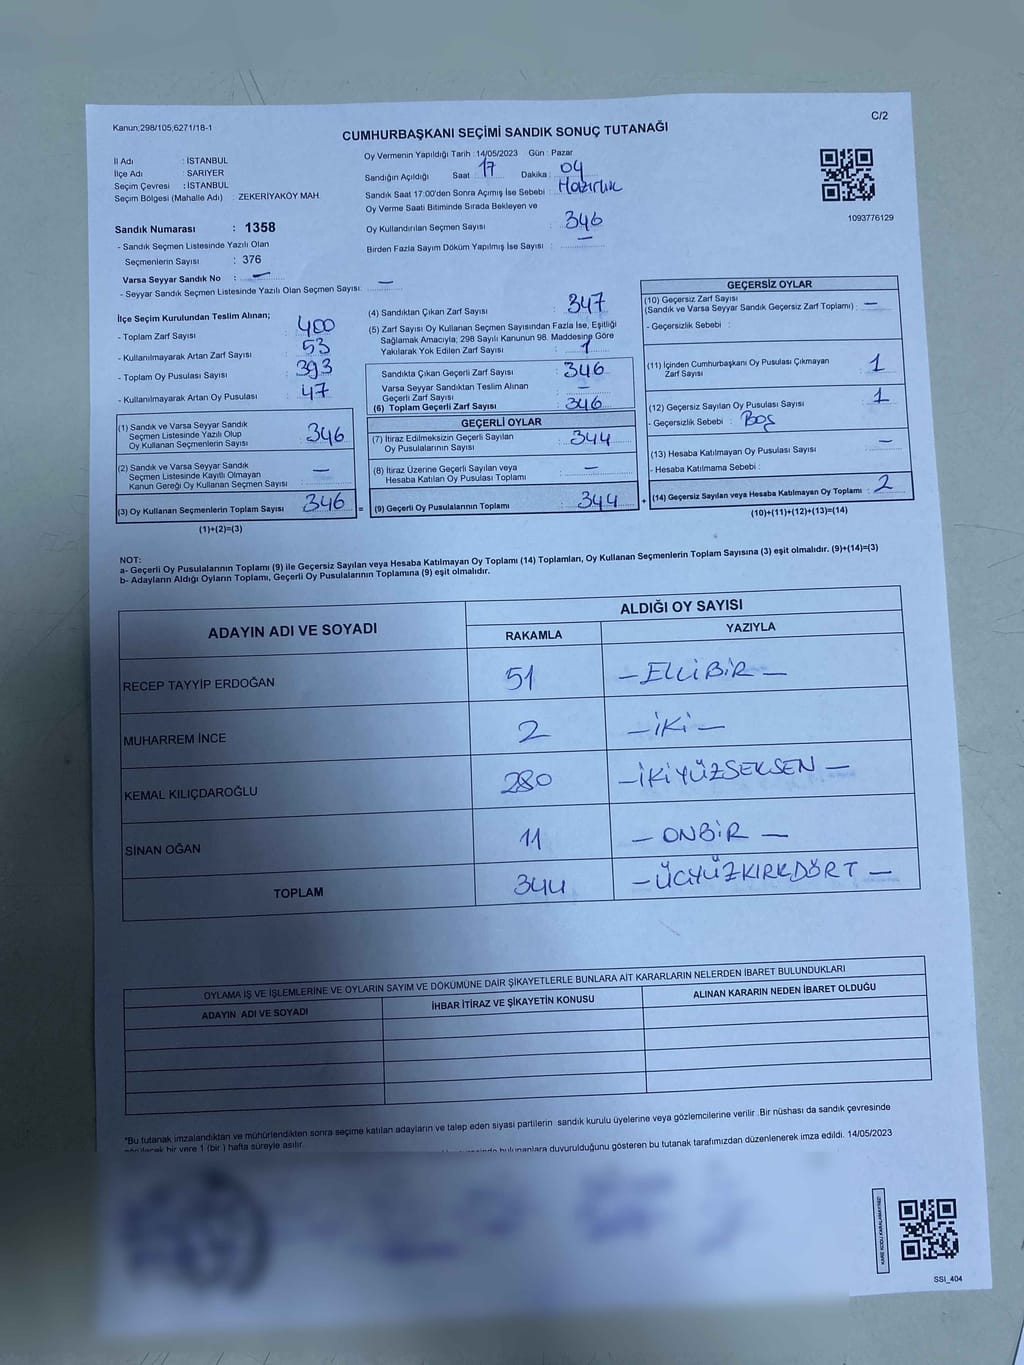 Kanun;298/105;6271/18-1
C/2
CUMHURBAŞKANI SEÇİMİ SANDIK SONUÇ TUTANAĞI
İl Adı : İSTANBUL
İlçe Adı : SARIYER
Seçim Çevresi : İSTANBUL
Seçim Bölgesi (Mahalle Adı) : ZEKERİYAKÖY MAH
Oy Vermenin Yapıldığı Tarih : 14/05/2023 Gün : Pazar
Sandığın Açıldığı Saat 17 Dakika : 04
Sandık Saat 17:00'den Sonra Açımış İse Sebebi : Hazırlık
Oy Verme Saati Bitiminde Sırada Bekleyen ve
Oy Kullandırılan Seçmen Sayısı : 346
Birden Fazla Sayım Döküm Yapılmış İse Sayısı : —
1093776129
Sandık Numarası : 1358
- Sandık Seçmen Listesinde Yazılı Olan
Seçmenlerin Sayısı : 376
Varsa Seyyar Sandık No : —
- Seyyar Sandık Seçmen Listesinde Yazılı Olan Seçmen Sayısı: —
İlçe Seçim Kurulundan Teslim Alınan;
- Toplam Zarf Sayısı : 400
- Kullanılmayarak Artan Zarf Sayısı : 53
- Toplam Oy Pusulası Sayısı : 393
- Kullanılmayarak Artan Oy Pusulası : 47
(1) Sandık ve Varsa Seyyar Sandık
Seçmen Listesinde Yazılı Olup
Oy Kullanan Seçmenlerin Sayısı : 346
(2) Sandık ve Varsa Seyyar Sandık
Seçmen Listesinde Kayıtlı Olmayan
Kanun Gereği Oy Kullanan Seçmen Sayısı : —
(3) Oy Kullanan Seçmenlerin Toplam Sayısı : 346 =
(1)+(2)=(3)
(4) Sandıktan Çıkan Zarf Sayısı : 347
(5) Zarf Sayısı Oy Kullanan Seçmen Sayısından Fazla İse, Eşitliği
Sağlamak Amacıyla; 298 Sayılı Kanunun 98. Maddesine Göre
Yakılarak Yok Edilen Zarf Sayısı : 1
Sandıkta Çıkan Geçerli Zarf Sayısı : 346
Varsa Seyyar Sandıktan Teslim Alınan
Geçerli Zarf Sayısı : —
(6) Toplam Geçerli Zarf Sayısı : 346
GEÇERLİ OYLAR
(7) İtiraz Edilmeksizin Geçerli Sayılan
Oy Pusulası Sayısı : 344
(8) İtiraz Üzerine Geçerli Sayılan veya
Hesaba Katılan Oy Pusulası Toplamı : —
(9) Geçerli Oy Pusulalarının Toplamı : 344 +
GEÇERSİZ OYLAR
(10) Geçersiz Zarf Sayısı
(Sandık ve Varsa Seyyar Sandık Geçersiz Zarf Toplamı) : —
- Geçersizlik Sebebi :
(11) İçinden Cumhurbaşkanı Oy Pusulası Çıkmayan
Zarf Sayısı : 1
(12) Geçersiz Sayılan Oy Pusulası Sayısı : 1
- Geçersizlik Sebebi : Boş
(13) Hesaba Katılmayan Oy Pusulası Sayısı : —
- Hesaba Katılmama Sebebi :
(14) Geçersiz Sayılan veya Hesaba Katılmayan Oy Toplamı : 2
(10)+(11)+(12)+(13)=(14)
NOT:
a- Geçerli Oy Pusulalarının Toplamı (9) ile Geçersiz Sayılan veya Hesaba Katılmayan Oy Toplamı (14) Toplamları, Oy Kullanan Seçmenlerin Toplam Sayısına (3) eşit olmalıdır. (9)+(14)=(3)
b- Adayların Aldığı Oyların Toplamı, Geçerli Oy Pusulalarının Toplamına (9) eşit olmalıdır.
ADAYIN ADI VE SOYADI ALDIĞI OY SAYISI
RAKAMLA YAZIYLA
RECEP TAYYİP ERDOĞAN 51 — ELLİBİR —
MUHARREM İNCE 2 — İKİ —
KEMAL KILIÇDAROĞLU 280 — İKİYÜZSEKSEN —
SİNAN OĞAN 11 — ONBİR —
TOPLAM 344 — ÜÇYÜZKIRKDÖRT —
OYLAMA İŞ VE İŞLEMLERİNE VE OYLARIN SAYIM VE DÖKÜMÜNE DAİR ŞİKAYETLERLE BUNLARA AİT KARARLARIN NELERDEN İBARET BULUNDUKLARI
ADAYIN ADI VE SOYADI İHBAR İTİRAZ VE ŞİKAYETİN KONUSU ALINAN KARARIN NEDEN İBARET OLDUĞU
*Bu tutanak imzalandıktan ve mühürlendikten sonra seçime katılan adayların ve talep eden siyasi partilerin sandık kurulu üyelerine veya gözlemcilerine verilir .Bir nüshası da sandık çevresinde
görülecek bir yere 1 (bir ) hafta süreyle asılır.
bulunanlara duyurulduğunu gösteren bu tutanak tarafımızdan düzenlenerek imza edildi. 14/05/2023
KARE KODU KARALAMAYINIZ!
SSI_404